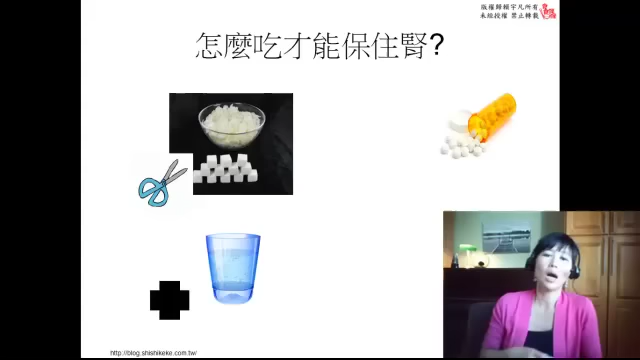 版權歸賴宇凡所有
未經授權 禁止轉載
怎麼吃才能保住腎?
http://blog.shishikeke.com.tw/